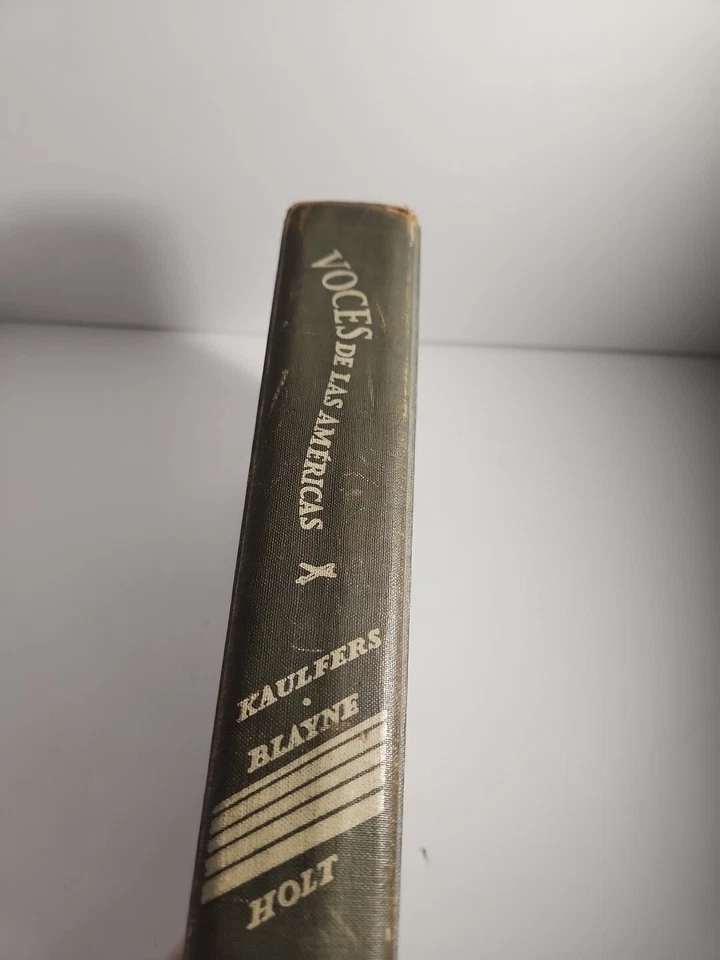 VOCES DE LAS AMÉRICAS
KAULFERS
·
BLAYNE
HOLT